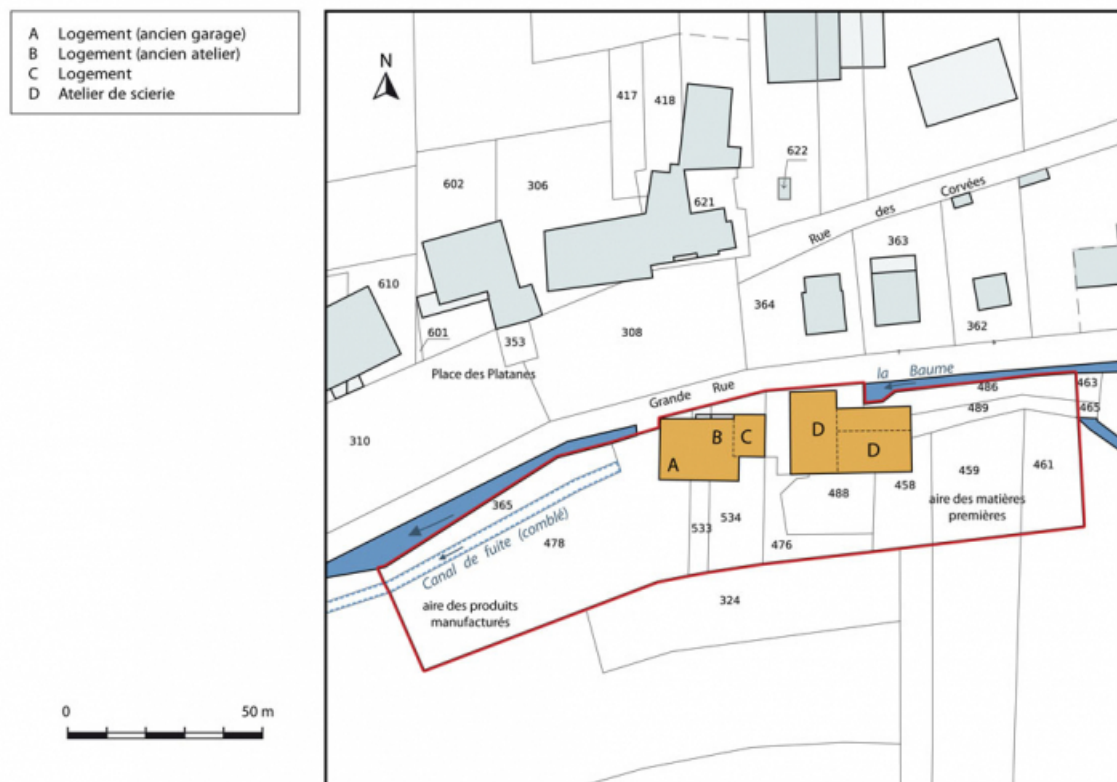 A Logement (ancien garage)
B Logement (ancien atelier)
C Logement
D Atelier de scierie
N
417
418
622
602
306
621
Rue des Corvées
363
610
364
362
601
353
308
Place des Platanes
la Baume
486
463
Grande Rue
489
465
310
B
C
D
D
A
365
459
461
488
458
aire des matières
premières
533
534
478
476
Canal de fuite (comblé)
324
aire des produits
manufacturés
0
50 m